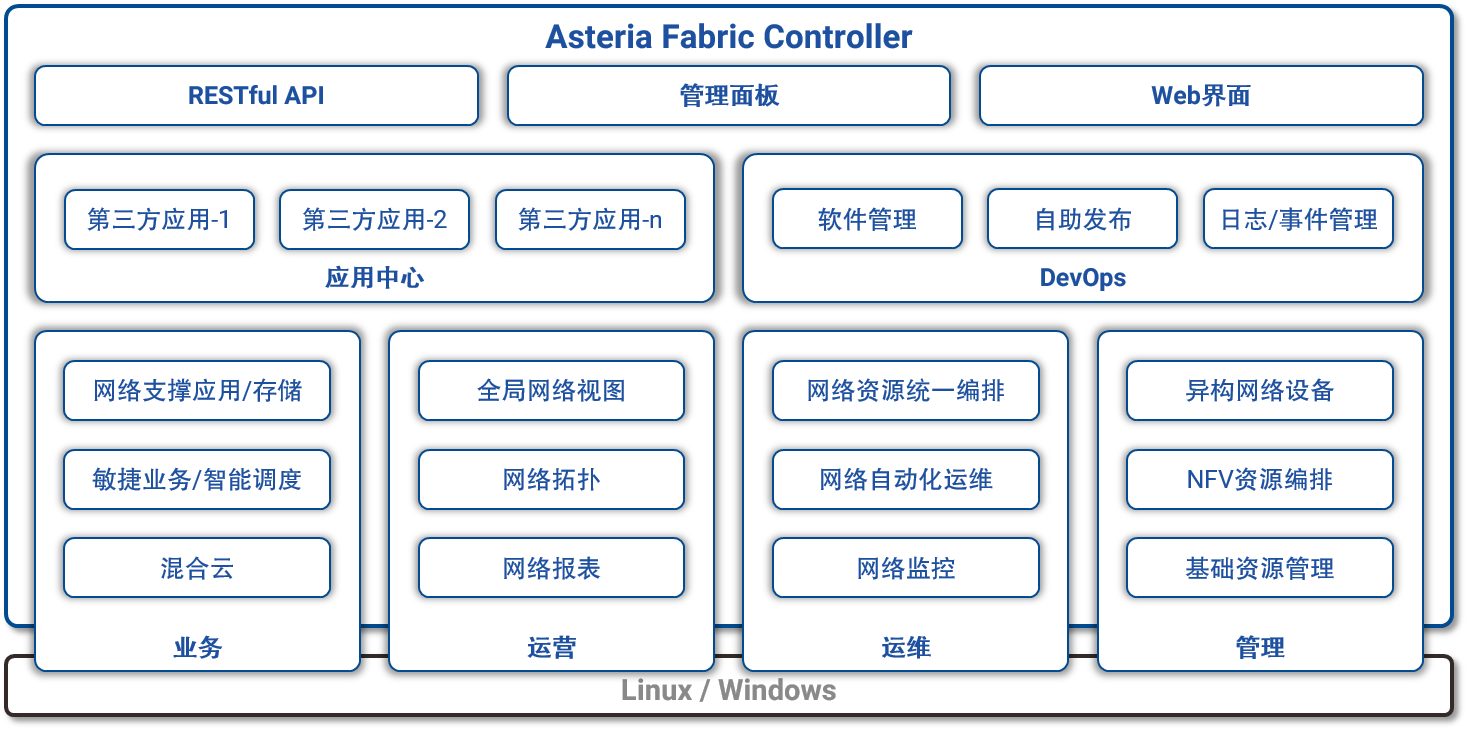 Asteria Fabric Controller
RESTful API
管理面板
Web界面
第三方应用-1
第三方应用-2
第三方应用-n
应用中心
软件管理
自助发布
日志/事件管理
DevOps
网络支撑应用/存储
敏捷业务/智能调度
混合云
业务
全局网络视图
网络拓扑
网络报表
运营
网络资源统一编排
网络自动化运维
网络监控
运维
异构网络设备
NFV资源编排
基础资源管理
管理
Linux / Windows